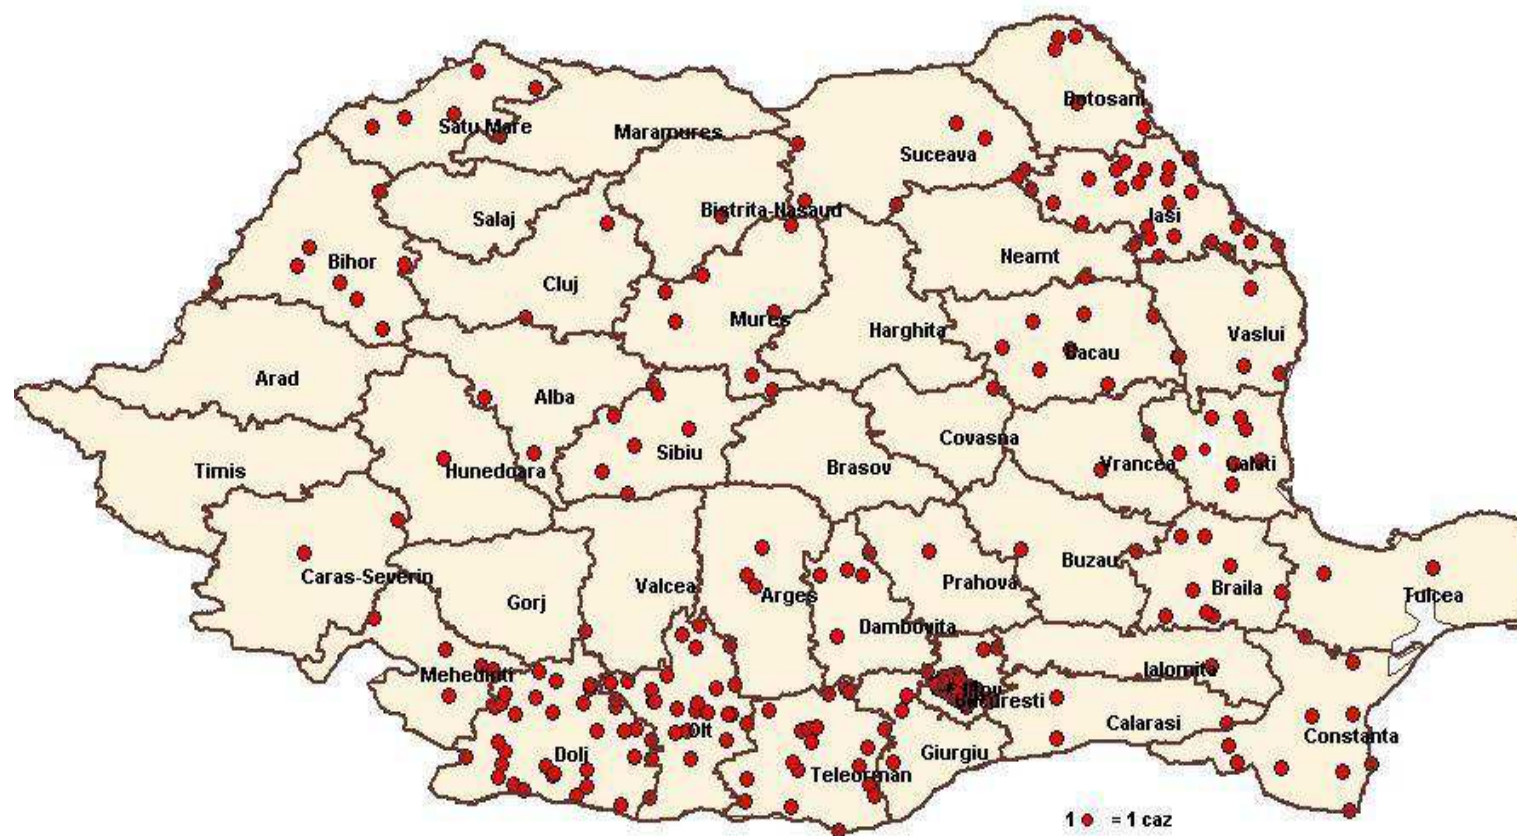 Botosani
Satu Mare
Maramures
Suceava
Salaj
Bistrita-Nasaud
Iasi
Bihor
Cluj
Nearnt
Mures
Harghita
Bacau
Vaslui
Arad
Alba
Timis
Hunedoara
Sibiu
Brasov
Covasna
Vrancea
Galati
Caras-Severin
Gorj
Valcea
Arges
Prahova
Buzau
Braila
Tulcea
Dambovita
Mehedinti
Ialomita
Ilfov
Bucuresti
Calarasi
Constanta
Dolj
Olt
Teleorman
Giurgiu
1 = 1 caz